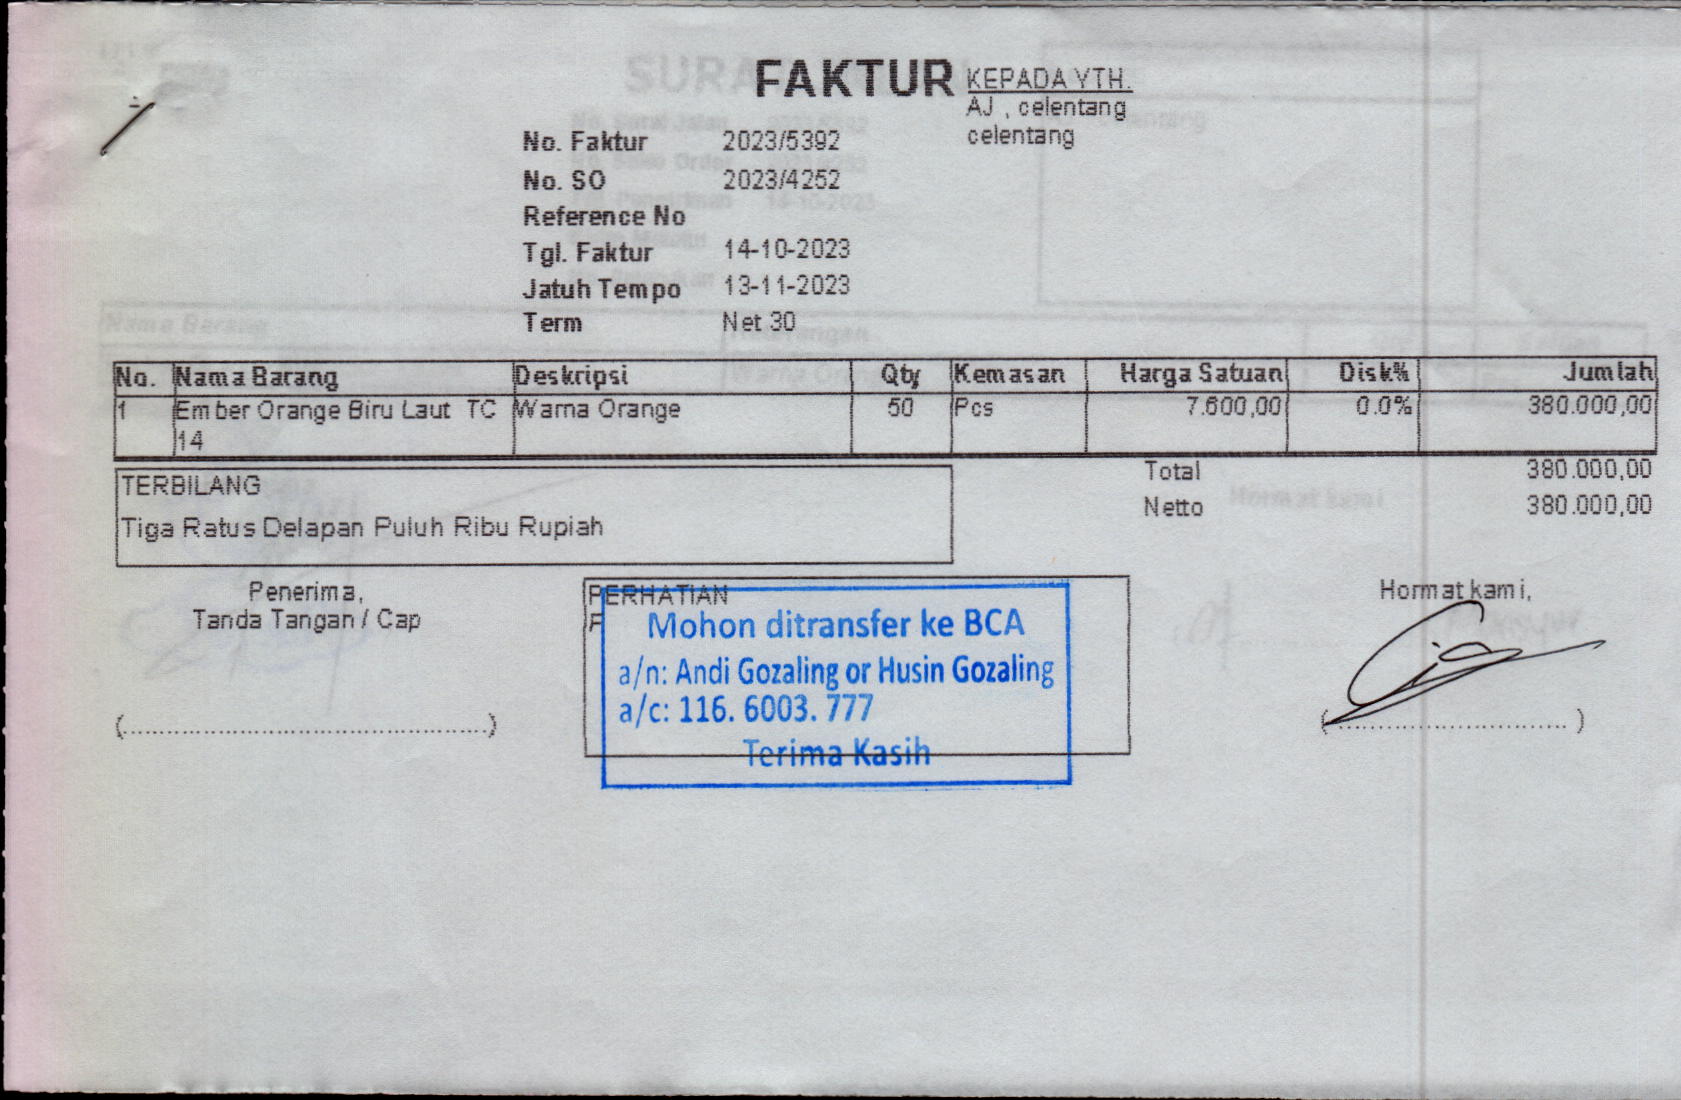 FAKTUR
KEPADA YTH.
AJ , celentang
celentang
No. Faktur 2023/5392
No. SO 2023/4252
Reference No
Tgl. Faktur 14-10-2023
Jatuh Tempo 13-11-2023
Term Net 30
No. Nama Barang Deskripsi Qty Kemasan Harga Satuan Disk% Jumlah
1 Ember Orange Biru Laut TC Warna Orange 50 Pcs 7.600,00 0.0% 380.000,00
14
Total 380.000,00
Netto 380.000,00
TERBILANG
Tiga Ratus Delapan Puluh Ribu Rupiah
Penerima,
Tanda Tangan / Cap
(................................................)
PERHATIAN
Mohon ditransfer ke BCA
a/n: Andi Gozaling or Husin Gozaling
a/c: 116. 6003. 777
Terima Kasih
Hormat kami,
(................................ )